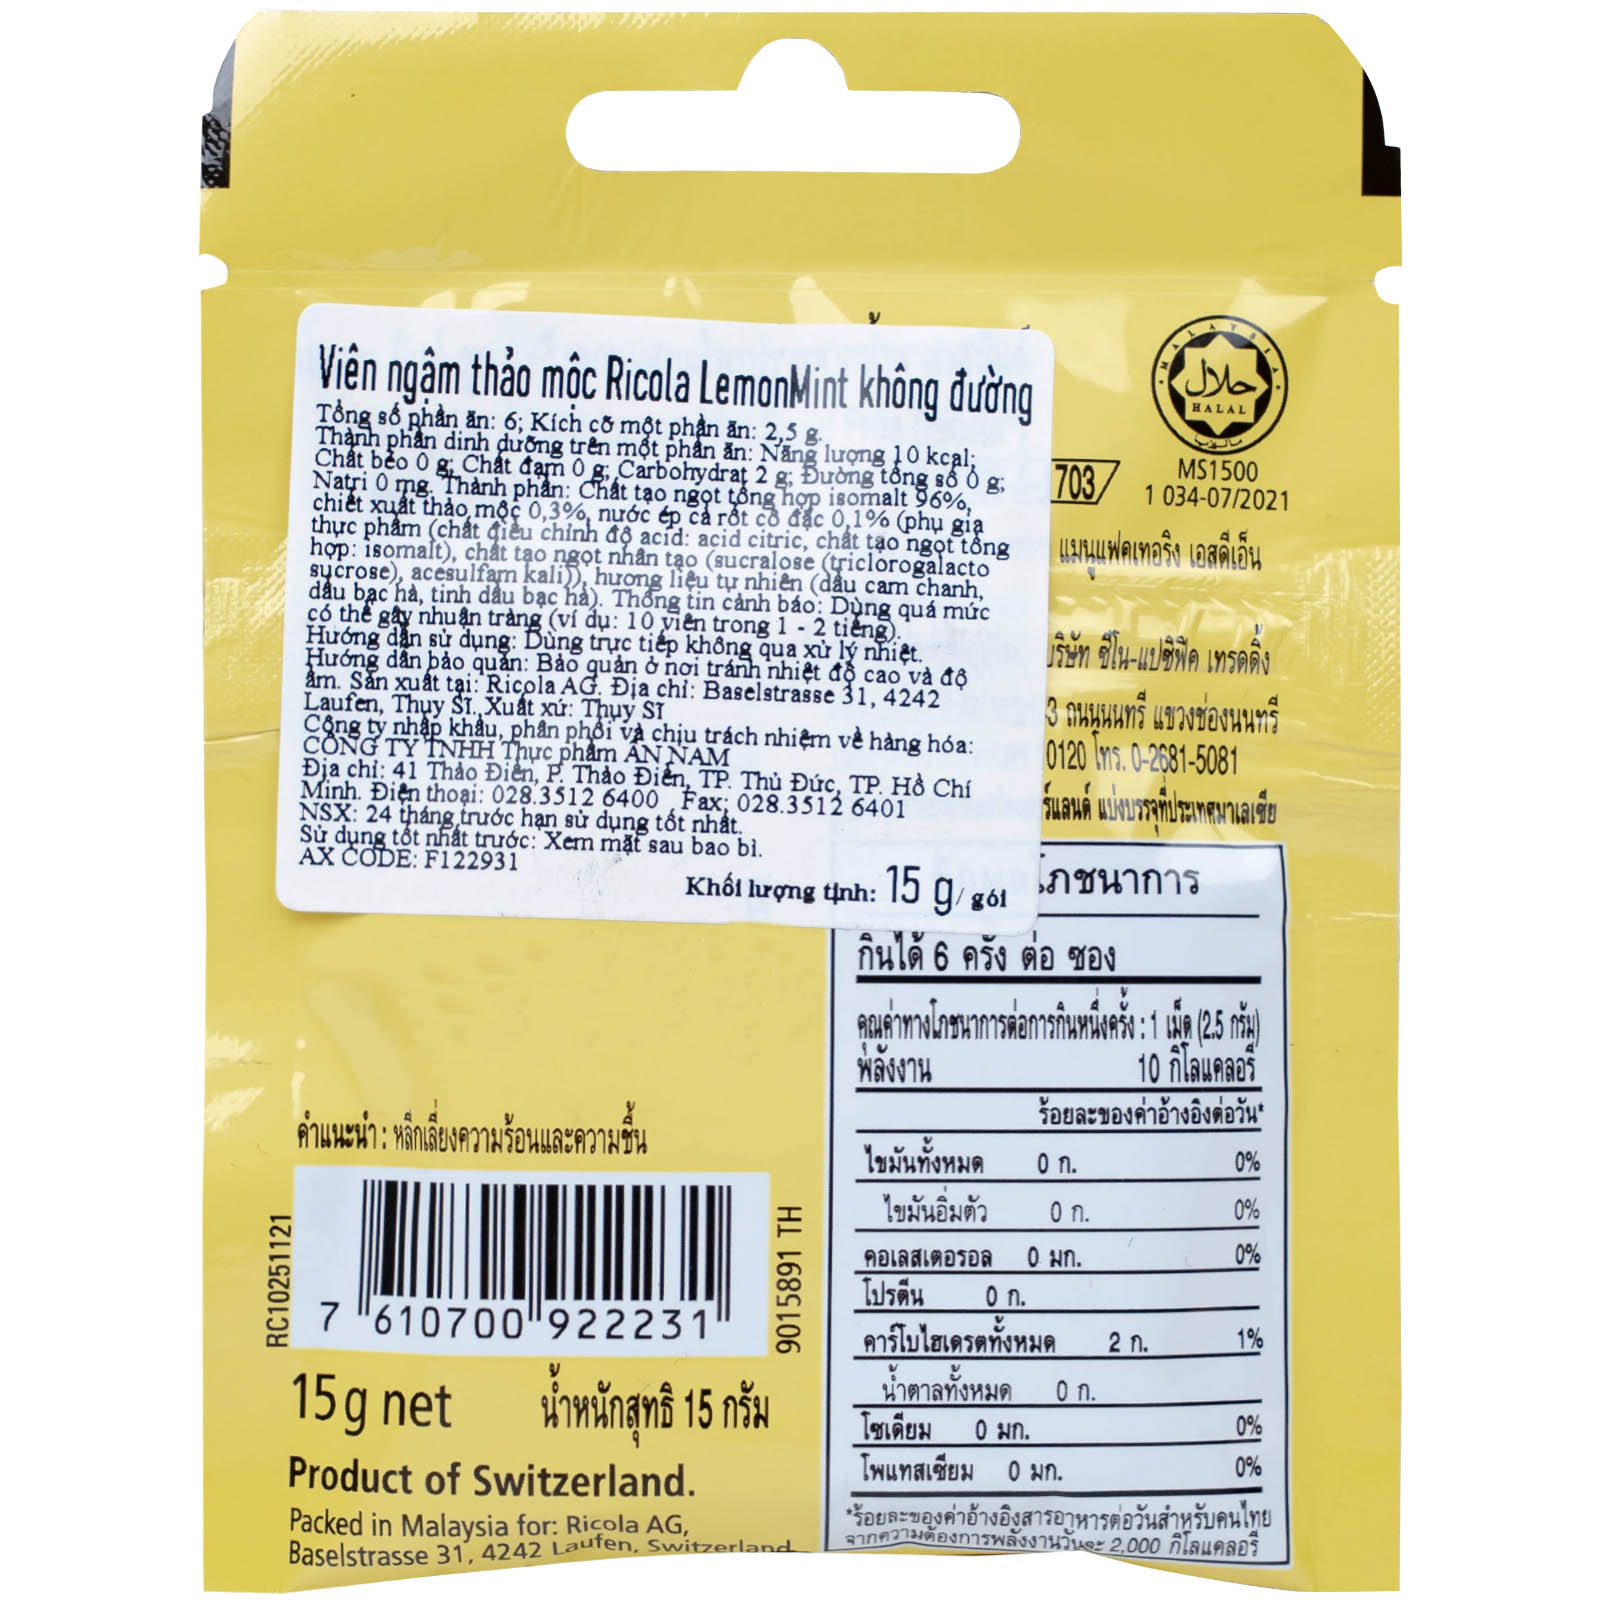 Viên ngậm thảo mộc Ricola LemonMint không đường
Tổng số phần ăn: 6; Kích cỡ một phần ăn: 2,5 g.
Thành phần dinh dưỡng trên một phần ăn: Năng lượng 10 kcal;
Chất béo 0 g; Chất đạm 0 g; Carbohydrat 2 g; Đường tổng số 0 g;
Natri 0 mg. Thành phần: Chất tạo ngọt tổng hợp isomalt 96%,
chiết xuất thảo mộc 0,3%, nước ép cà rốt cô đặc 0,1% (phụ gia
thực phẩm (chất điều chỉnh độ acid: acid citric, chất tạo ngọt tổng
hợp: isomalt), chất tạo ngọt nhân tạo (sucralose (triclorogalacto
sucrose), acesulfam kali)), hương liệu tự nhiên (dầu cam chanh,
dầu bạc hà, tinh dầu bạc hà). Thông tin cảnh báo: Dùng quá mức
có thể gây nhuận tràng (ví dụ: 10 viên trong 1 - 2 tiếng).
Hướng dẫn sử dụng: Dùng trực tiếp không qua xử lý nhiệt.
Hướng dẫn bảo quản: Bảo quản ở nơi tránh nhiệt độ cao và độ
ẩm. Sản xuất tại: Ricola AG. Địa chỉ: Baselstrasse 31, 4242
Laufen, Thụy Sĩ. Xuất xứ: Thụy Sĩ
Công ty nhập khẩu, phân phối và chịu trách nhiệm về hàng hóa:
CÔNG TY TNHH Thực phẩm AN NAM
Địa chỉ: 41 Thảo Điền, P. Thảo Điền, TP. Thủ Đức, TP. Hồ Chí
Minh. Điện thoại: 028.3512 6400 Fax: 028.3512 6401
NSX: 24 tháng trước hạn sử dụng tốt nhất.
Sử dụng tốt nhất trước: Xem mặt sau bao bì.
AX CODE: F122931
Khối lượng tịnh: 15 g/ gói
MALAYSIA
حلال
HALAL
ماليزيا
MS1500
1 034-07/2021
703
แมนูแฟคเทอริง เอสดีเอ็น
บริษัท ซีโน-แปซิฟิค เทรดดิ้ง
3 ถนนนนทรี แขวงช่องนนทรี
0120 โทร. 0-2681-5081
ร์แลนด์ แบ่งบรรจุที่ประเทศมาเลเซีย
โภชนาการ
กินได้ 6 ครั้ง ต่อ ซอง
คุณค่าทางโภชนาการต่อการกินหนึ่งครั้ง : 1 เม็ด (2.5 กรัม)
พลังงาน 10 กิโลแคลอรี
ร้อยละของค่าอ้างอิงต่อวัน*
ไขมันทั้งหมด 0 ก. 0%
ไขมันอิ่มตัว 0 ก. 0%
คอเลสเตอรอล 0 มก. 0%
โปรตีน 0 ก.
คาร์โบไฮเดรตทั้งหมด 2 ก. 1%
น้ำตาลทั้งหมด 0 ก.
โซเดียม 0 มก. 0%
โพแทสเซียม 0 มก. 0%
*ร้อยละของค่าอ้างอิงสารอาหารต่อวันสำหรับคนไทย
จากความต้องการพลังงานวันละ 2,000 กิโลแคลอรี
คำแนะนำ : หลีกเลี่ยงความร้อนและความชื้น
RC10251121
7 610700 922231
9015891 TH
15g net น้ำหนักสุทธิ 15 กรัม
Product of Switzerland.
Packed in Malaysia for: Ricola AG,
Baselstrasse 31, 4242 Laufen, Switzerland